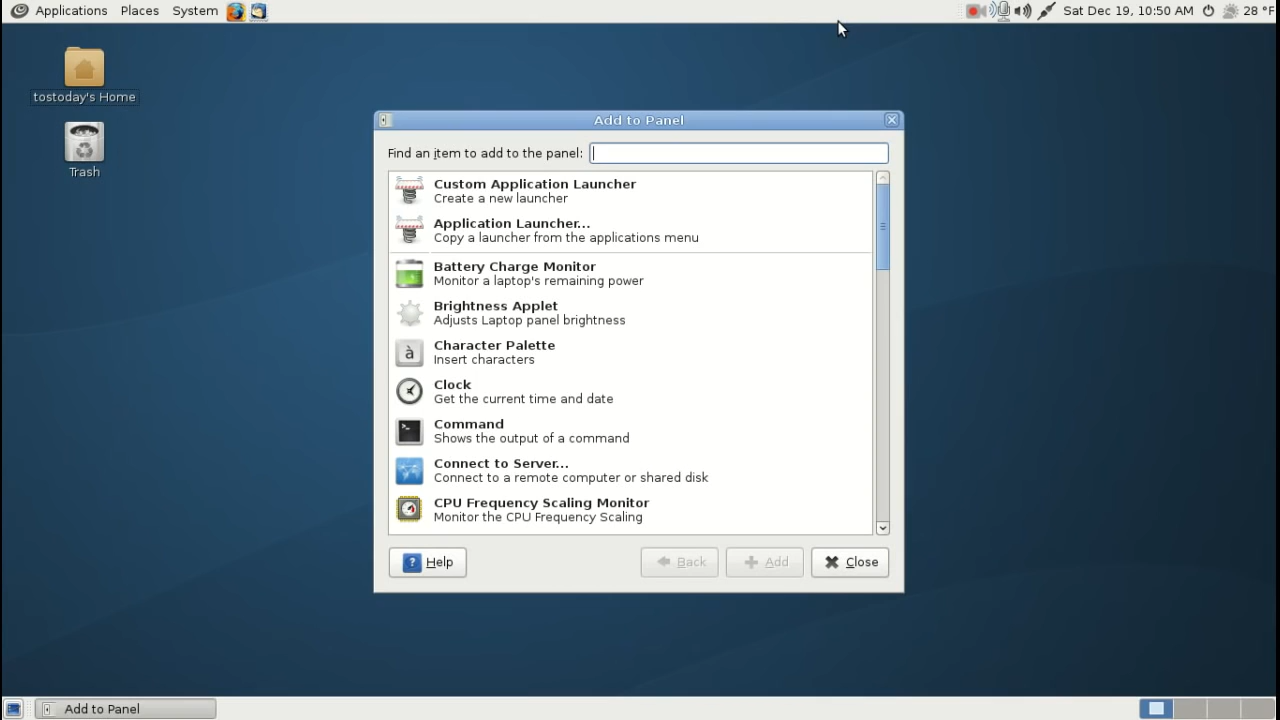 Applications Places System
Sat Dec 19, 10:50 AM 28 °F
tostoday's Home
Trash
Add to Panel
Find an item to add to the panel:
Custom Application Launcher
Create a new launcher
Application Launcher...
Copy a launcher from the applications menu
Battery Charge Monitor
Monitor a laptop's remaining power
Brightness Applet
Adjusts Laptop panel brightness
à
Character Palette
Insert characters
Clock
Get the current time and date
Command
Shows the output of a command
Connect to Server...
Connect to a remote computer or shared disk
CPU Frequency Scaling Monitor
Monitor the CPU Frequency Scaling
? Help Back Add Close
Add to Panel